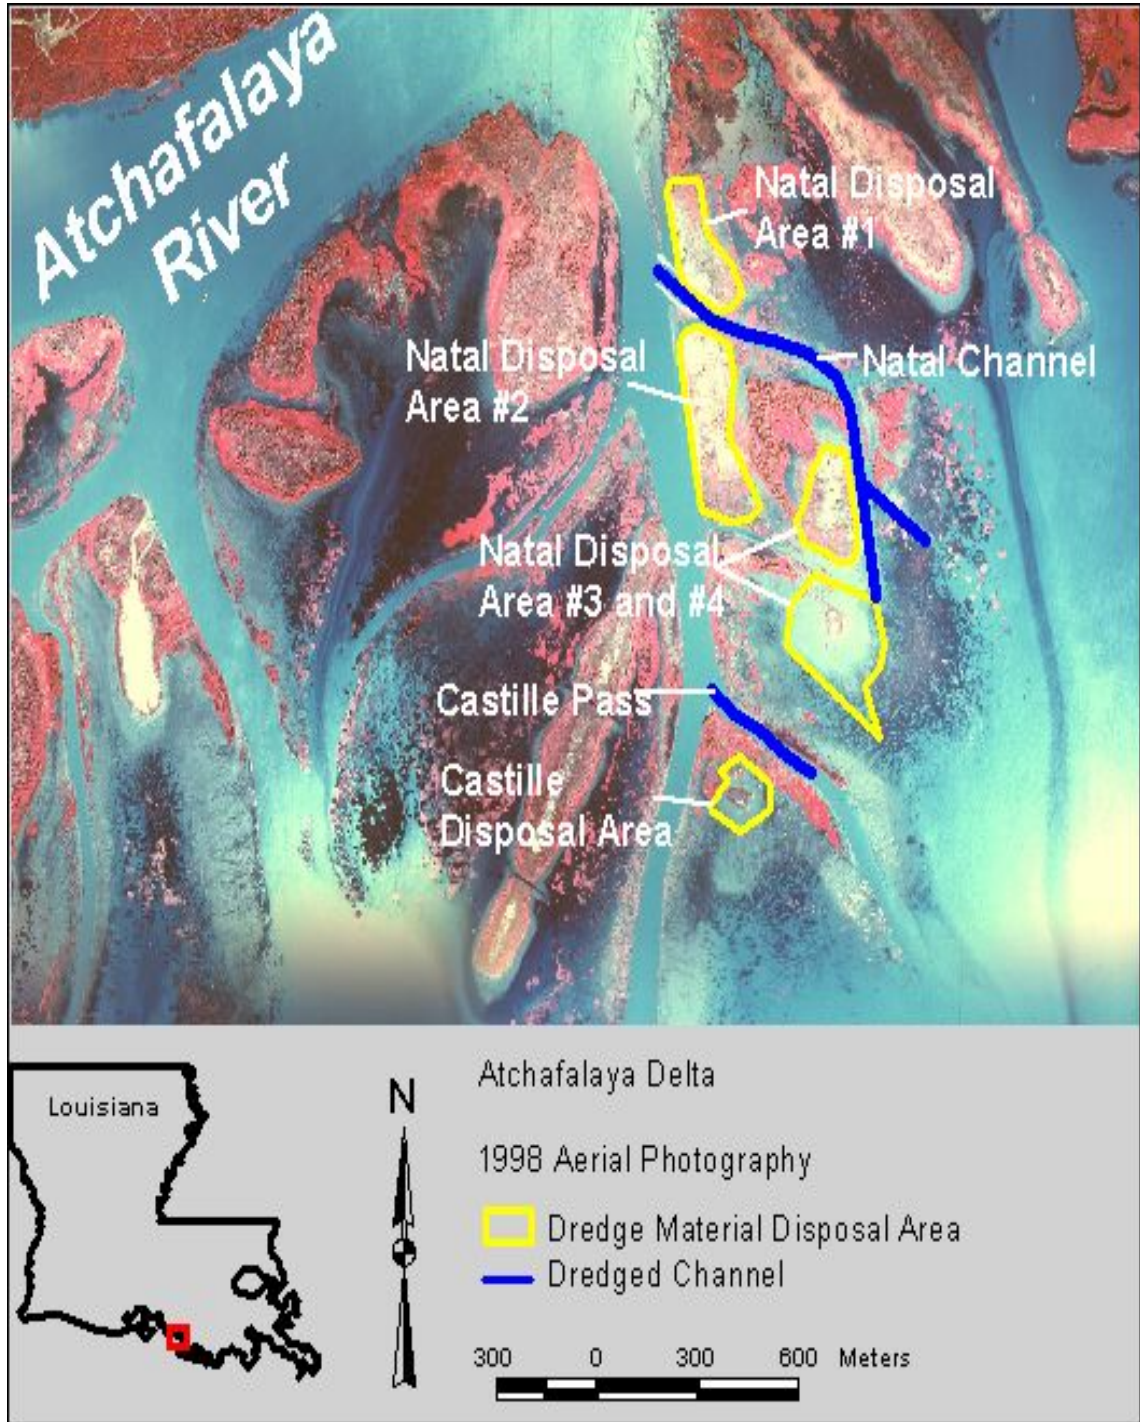 Atchafalaya
River
Natal Disposal
Area #1
Natal Disposal
Area #2
Natal Channel
Natal Disposal
Area #3 and #4
Castille Pass
Castille
Disposal Area
Louisiana
N
Atchafalaya Delta
1998 Aerial Photography
Dredge Material Disposal Area
Dredged Channel
300 0 300 600 Meters